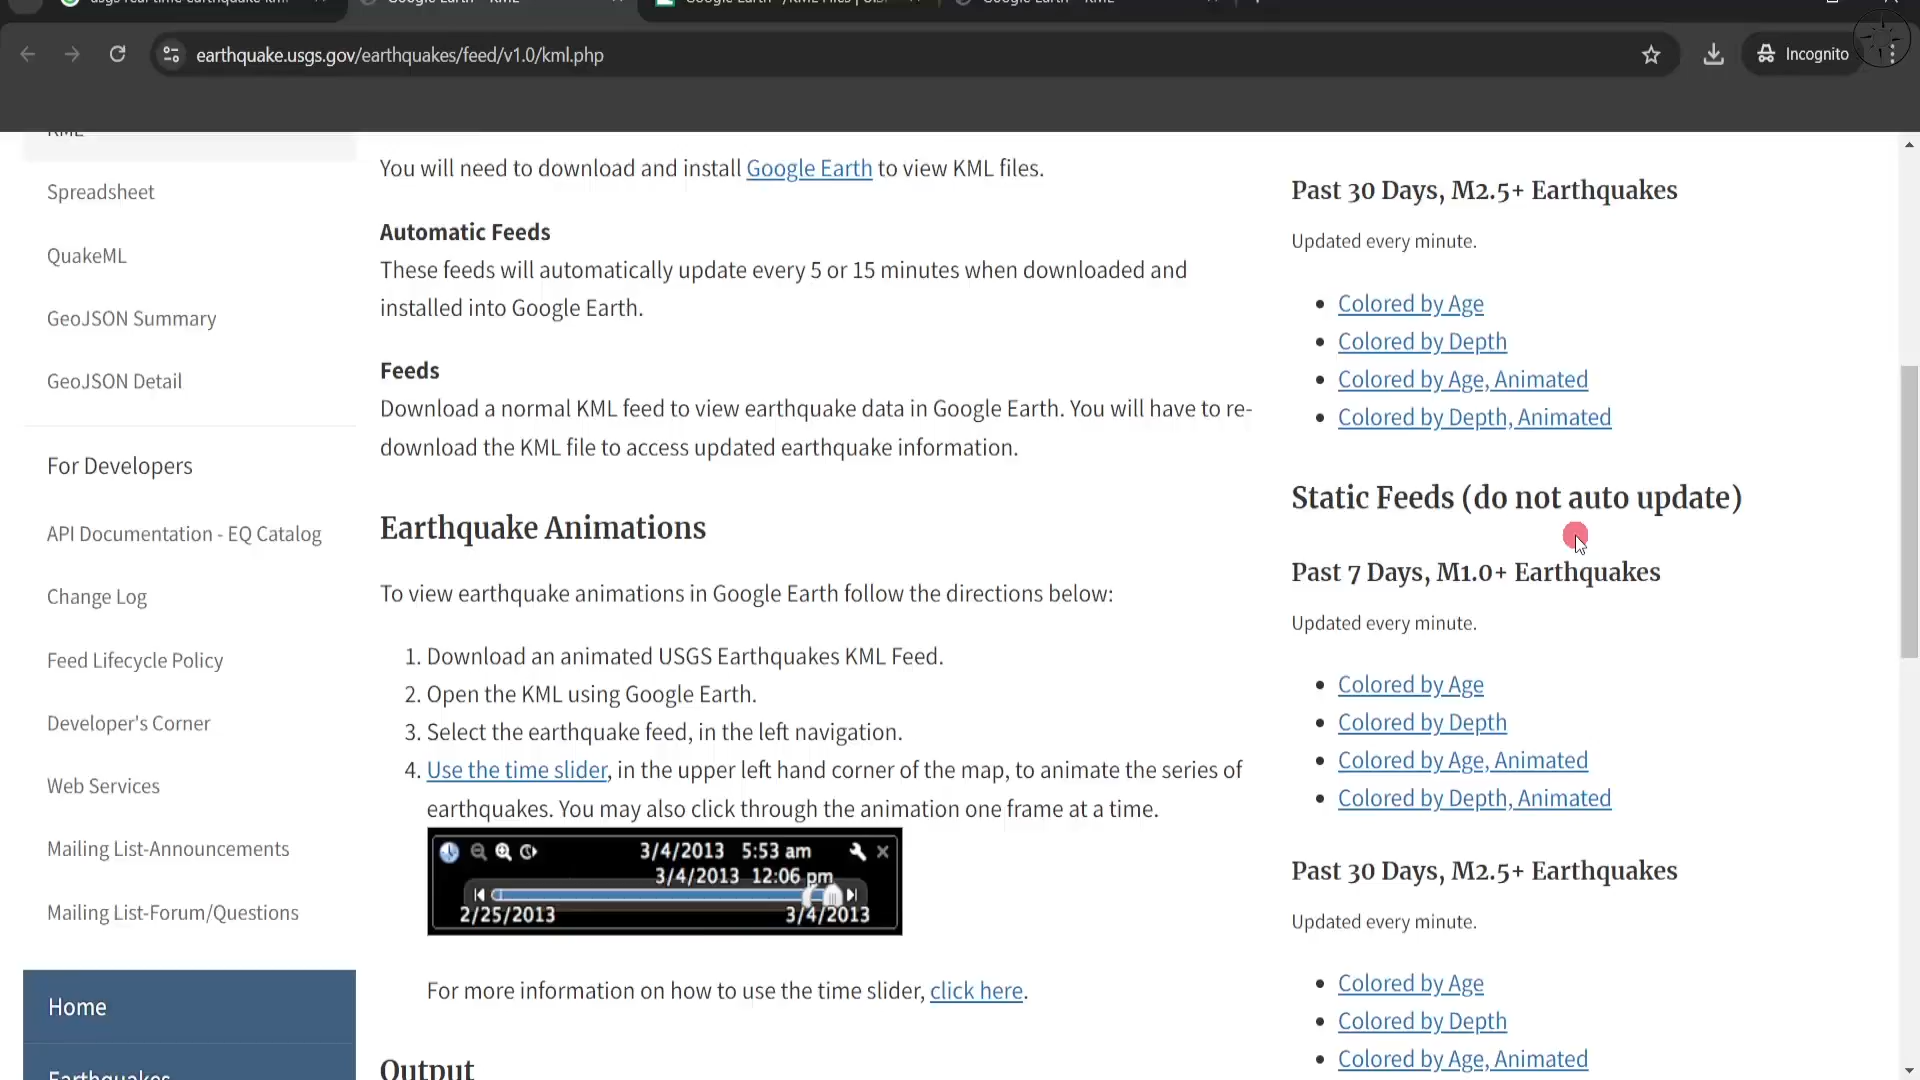 earthquake.usgs.gov/earthquakes/feed/v1.0/kml.php
Incognito
KML
Spreadsheet
QuakeML
GeoJSON Summary
GeoJSON Detail
For Developers
API Documentation - EQ Catalog
Change Log
Feed Lifecycle Policy
Developer's Corner
Web Services
Mailing List-Announcements
Mailing List-Forum/Questions
Home
Earthquakes
You will need to download and install Google Earth to view KML files.
Automatic Feeds
These feeds will automatically update every 5 or 15 minutes when downloaded and
installed into Google Earth.
Feeds
Download a normal KML feed to view earthquake data in Google Earth. You will have to re-
download the KML file to access updated earthquake information.
Earthquake Animations
To view earthquake animations in Google Earth follow the directions below:
1. Download an animated USGS Earthquakes KML Feed.
2. Open the KML using Google Earth.
3. Select the earthquake feed, in the left navigation.
4. Use the time slider, in the upper left hand corner of the map, to animate the series of
earthquakes. You may also click through the animation one frame at a time.
3/4/2013 5:53 am
3/4/2013 12:06 pm
2/25/2013 3/4/2013
For more information on how to use the time slider, click here.
Output
Past 30 Days, M2.5+ Earthquakes
Updated every minute.
• Colored by Age
• Colored by Depth
• Colored by Age, Animated
• Colored by Depth, Animated
Static Feeds (do not auto update)
Past 7 Days, M1.0+ Earthquakes
Updated every minute.
• Colored by Age
• Colored by Depth
• Colored by Age, Animated
• Colored by Depth, Animated
Past 30 Days, M2.5+ Earthquakes
Updated every minute.
• Colored by Age
• Colored by Depth
• Colored by Age, Animated